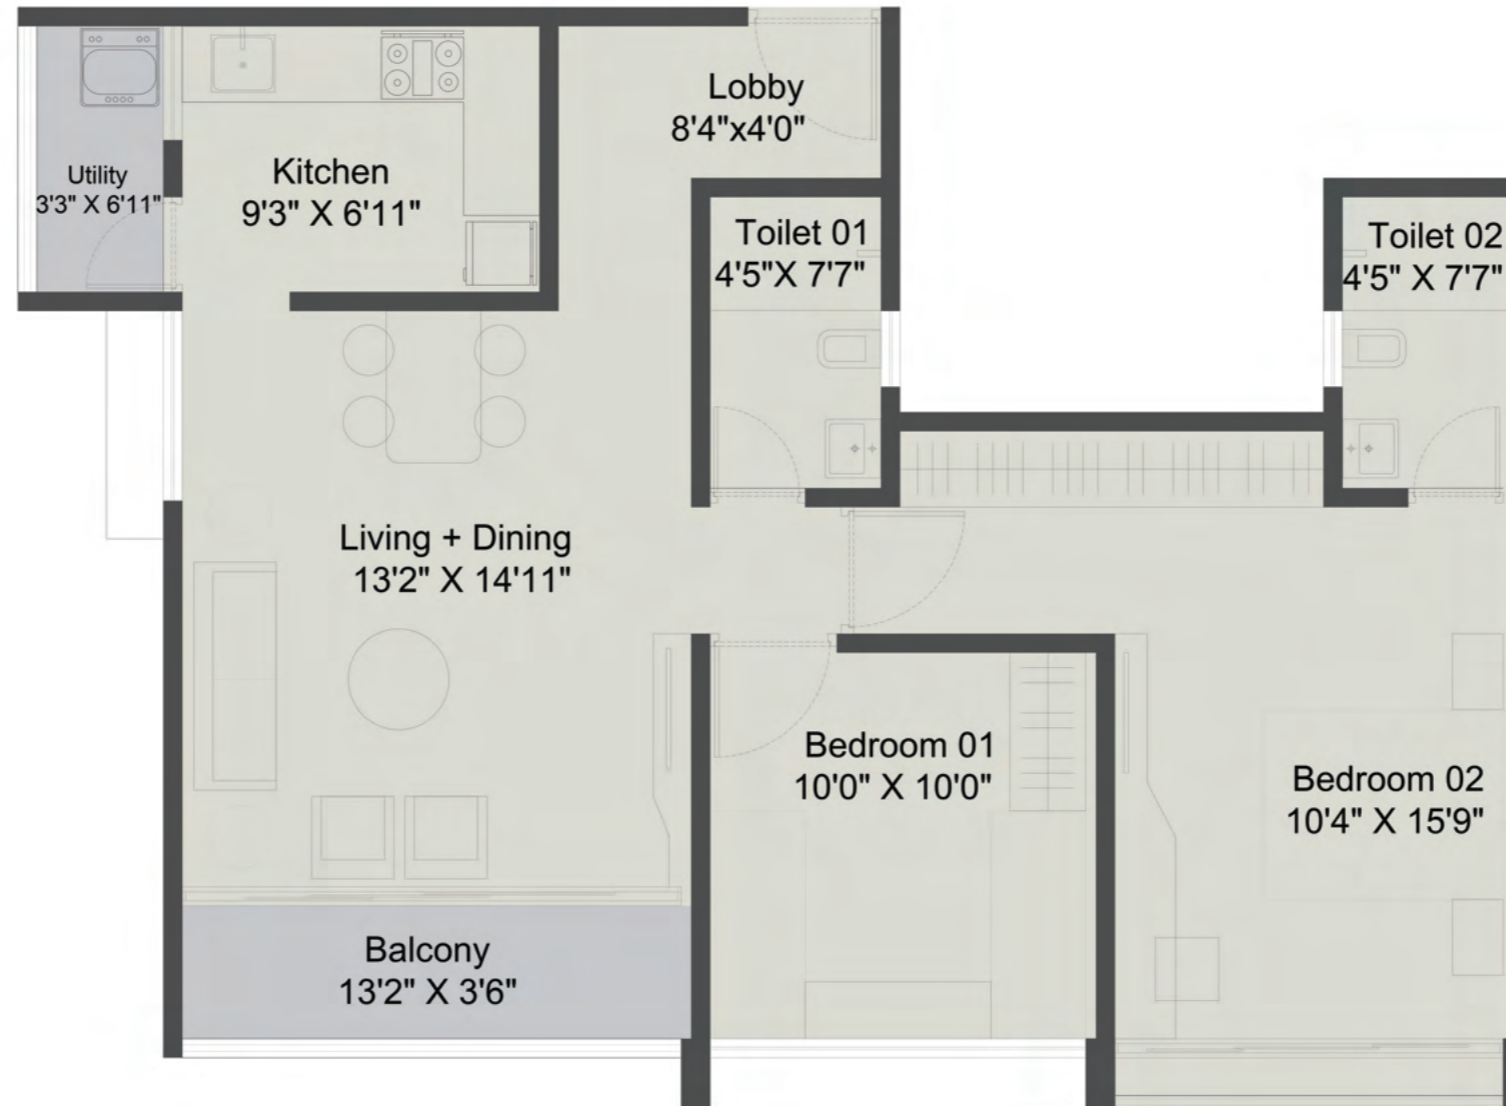 Lobby
8'4"x4'0"
Utility
3'3" X 6'11"
Kitchen
9'3" X 6'11"
Toilet 01
4'5"X 7'7"
Toilet 02
4'5" X 7'7"
Living + Dining
13'2" X 14'11"
Bedroom 01
10'0" X 10'0"
Bedroom 02
10'4" X 15'9"
Balcony
13'2" X 3'6"